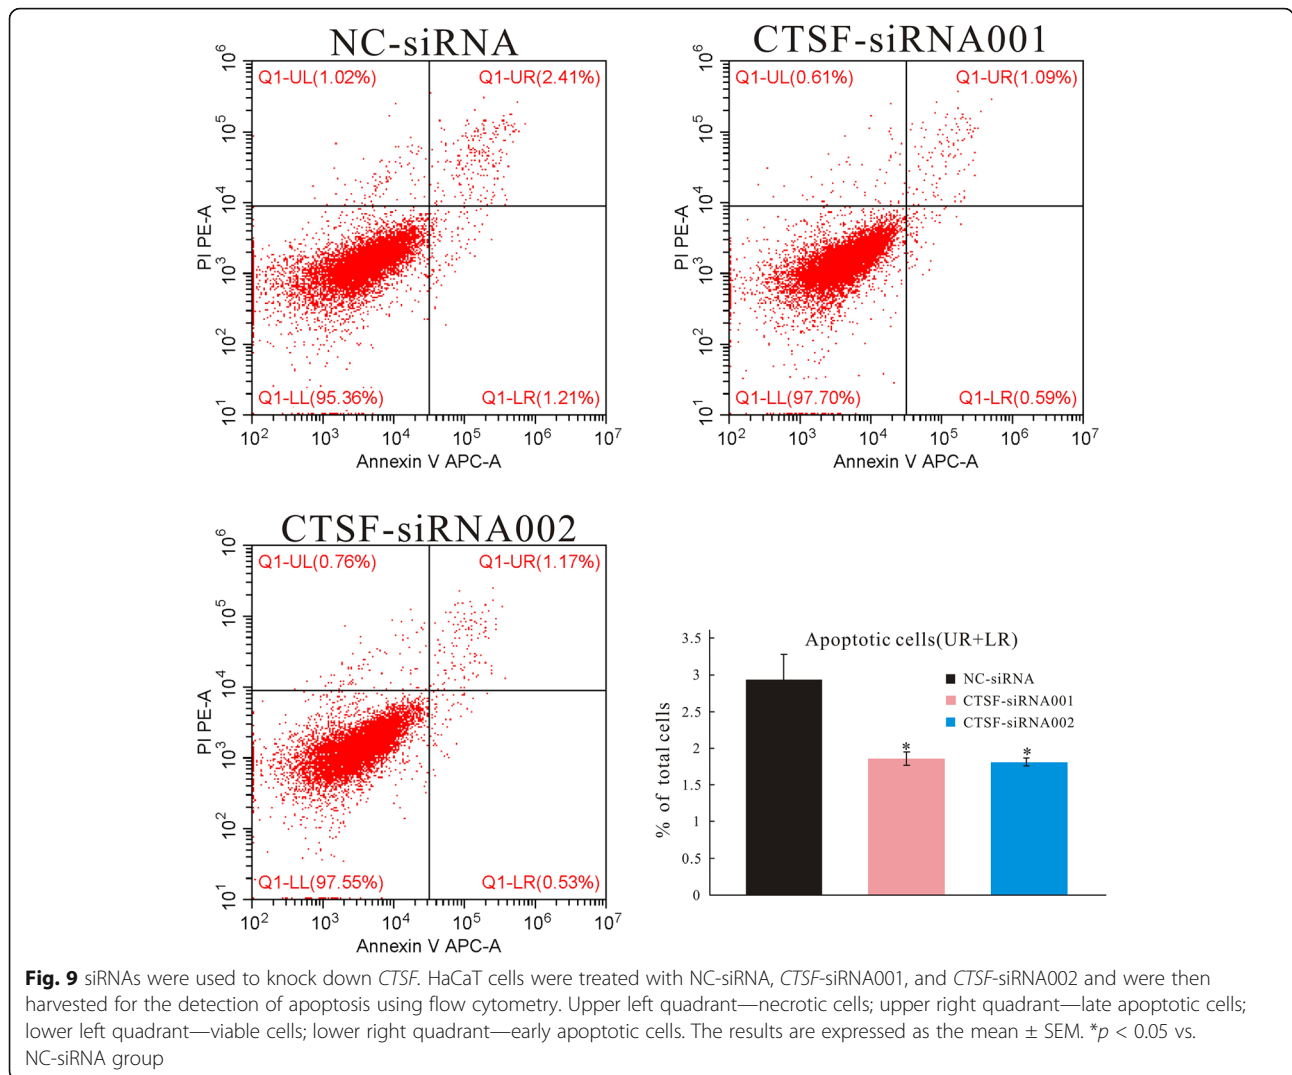 NC-siRNA
Q1-UL(1.02%)
Q1-UR(2.41%)
Q1-LL(95.36%)
Q1-LR(1.21%)
PI PE-A
10^6
10^5
10^4
10^3
10^2
10^1
10^2 10^3 10^4 10^5 10^6 10^7
Annexin V APC-A
CTSF-siRNA001
Q1-UL(0.61%)
Q1-UR(1.09%)
Q1-LL(97.70%)
Q1-LR(0.59%)
PI PE-A
10^6
10^5
10^4
10^3
10^2
10^1
10^2 10^3 10^4 10^5 10^6 10^7
Annexin V APC-A
CTSF-siRNA002
Q1-UL(0.76%)
Q1-UR(1.17%)
Q1-LL(97.55%)
Q1-LR(0.53%)
PI PE-A
10^6
10^5
10^4
10^3
10^2
10^1
10^2 10^3 10^4 10^5 10^6 10^7
Annexin V APC-A
Apoptotic cells(UR+LR)
NC-siRNA
CTSF-siRNA001
CTSF-siRNA002
% of total cells
3.5
3
2.5
2
1.5
1
0.5
0
*
*
Fig. 9 siRNAs were used to knock down CTSF. HaCaT cells were treated with NC-siRNA, CTSF-siRNA001, and CTSF-siRNA002 and were then
harvested for the detection of apoptosis using flow cytometry. Upper left quadrant—necrotic cells; upper right quadrant—late apoptotic cells;
lower left quadrant—viable cells; lower right quadrant—early apoptotic cells. The results are expressed as the mean ± SEM. *p < 0.05 vs.
NC-siRNA group